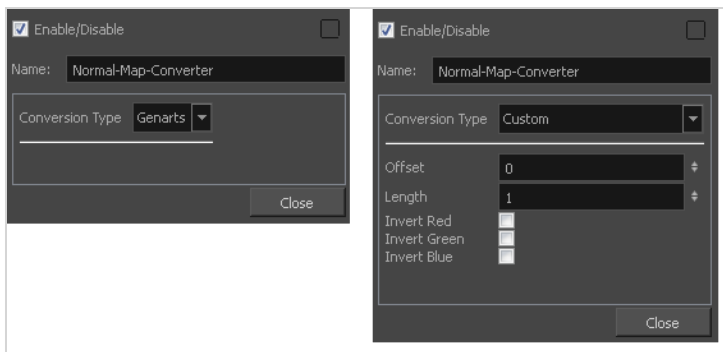 Enable/Disable
Name: Normal-Map-Converter
Conversion Type Genarts
Close
Enable/Disable
Name: Normal-Map-Converter
Conversion Type Custom
Offset 0
Length 1
Invert Red
Invert Green
Invert Blue
Close